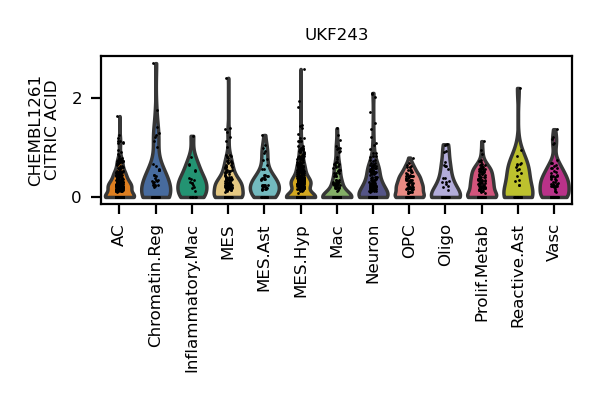 UKF243
CHEMBL1261
CITRIC ACID
2
0
AC
Chromatin.Reg
Inflammatory.Mac
MES
MES.Ast
MES.Hyp
Mac
Neuron
OPC
Oligo
Prolif.Metab
Reactive.Ast
Vasc